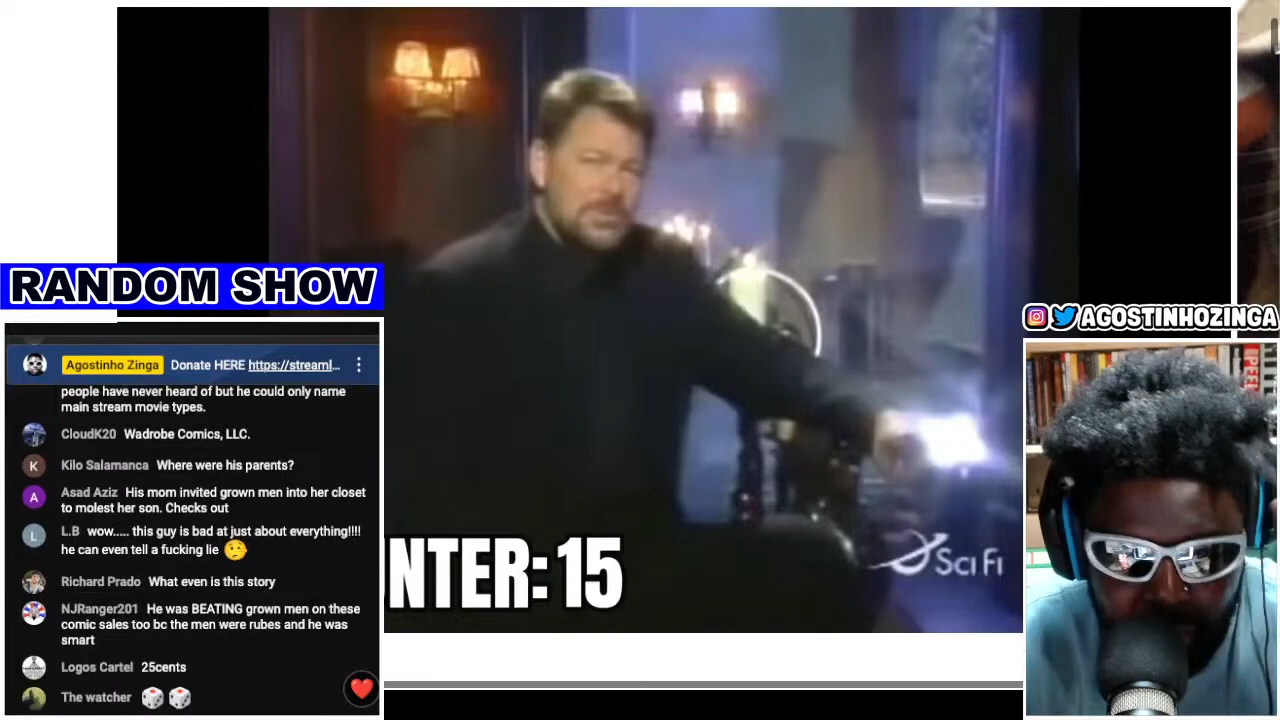 RANDOM SHOW
Agostinho Zinga Donate HERE https://streaml...
people have never heard of but he could only name
main stream movie types.
CloudK20 Wadrobe Comics, LLC.
K Kilo Salamanca Where were his parents?
A Asad Aziz His mom invited grown men into her closet
to molest her son. Checks out
L L.B wow..... this guy is bad at just about everything!!!!
he can even tell a fucking lie 🤨
Richard Prado What even is this story
NJRanger201 He was BEATING grown men on these
comic sales too bc the men were rubes and he was
smart
Logos Cartel 25cents
The watcher 🎲 🎲
NTER: 15
Sci Fi
AGOSTINHOZINGA